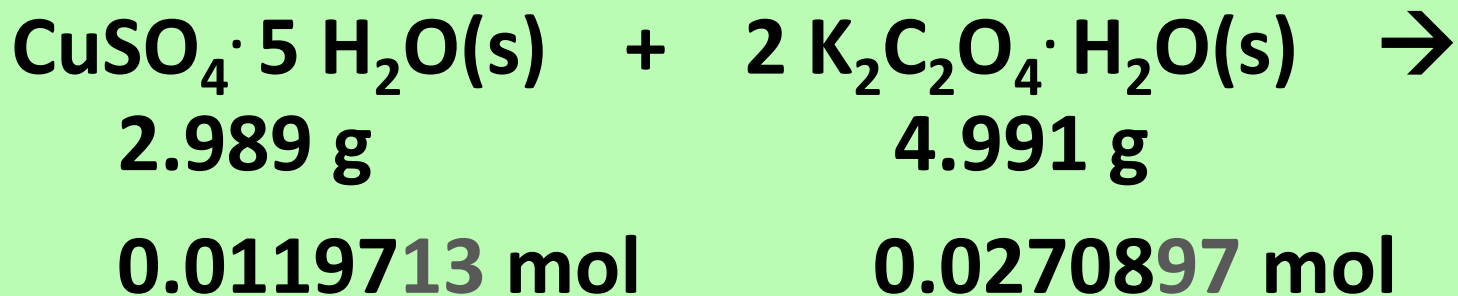 CuSO₄· 5 H₂O(s) + 2 K₂C₂O₄· H₂O(s) →
2.989 g 4.991 g
0.0119713 mol 0.0270897 mol